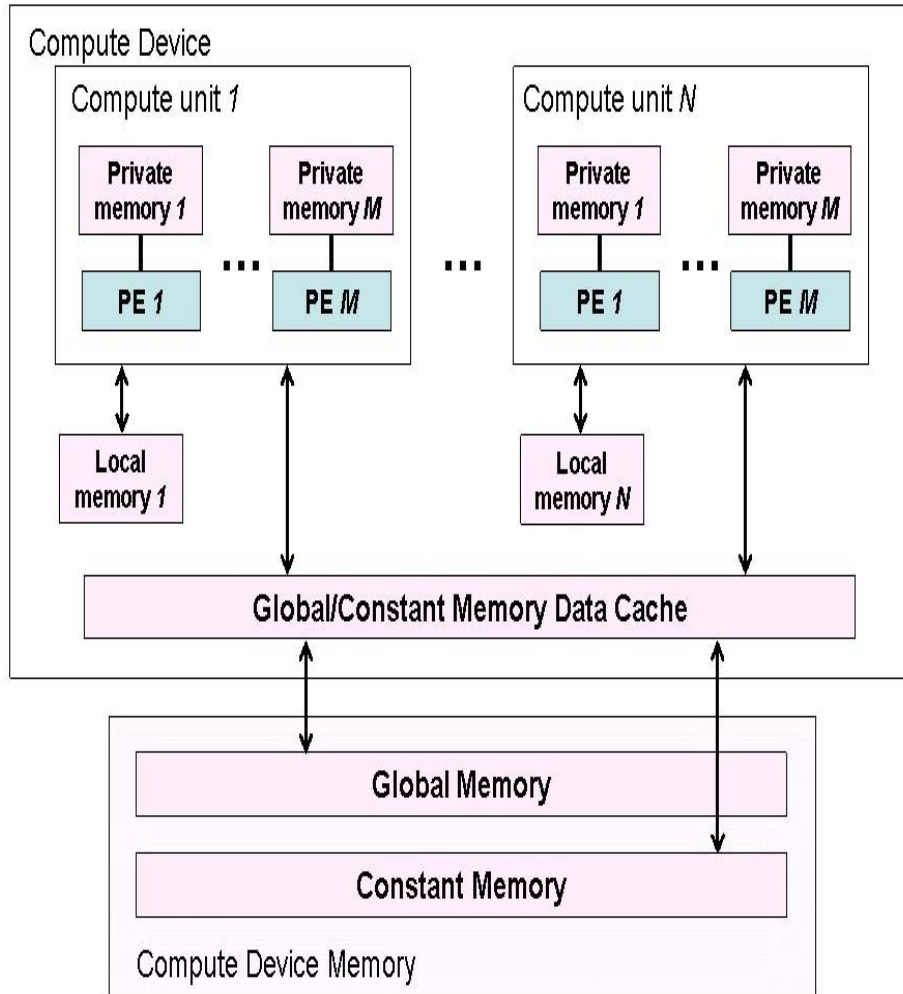 Compute Device
Compute unit 1
Compute unit N
Private
memory 1
Private
memory M
Private
memory 1
Private
memory M
...
...
...
PE 1
PE M
PE 1
PE M
Local
memory 1
Local
memory N
Global/Constant Memory Data Cache
Global Memory
Constant Memory
Compute Device Memory